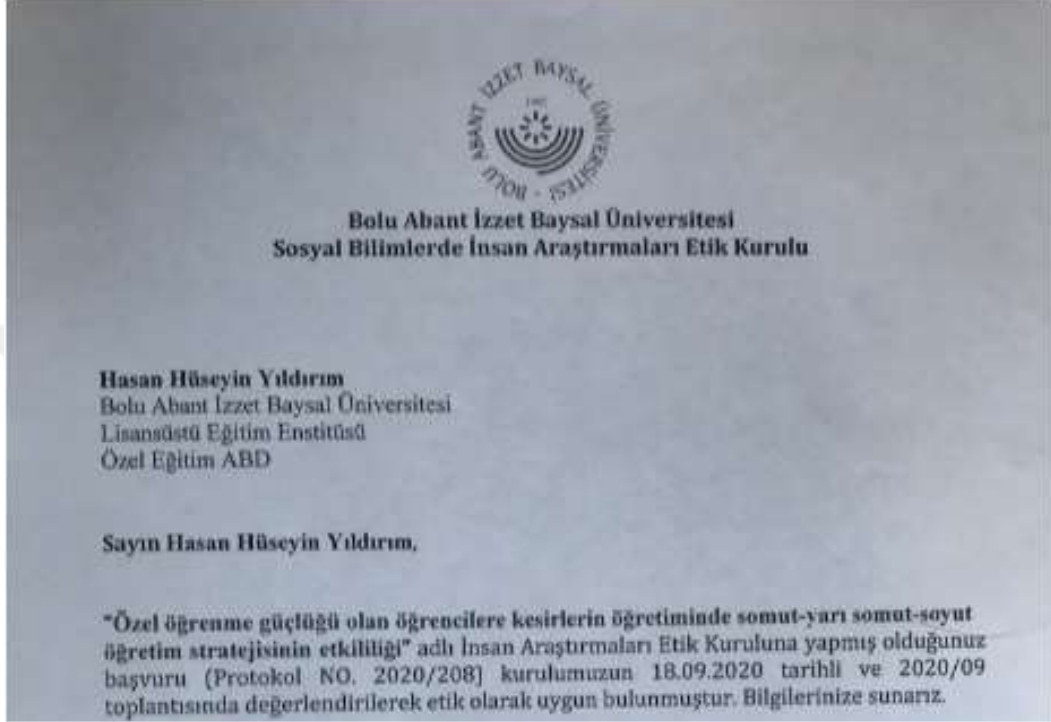 BOLU ABANT İZZET BAYSAL ÜNİVERSİTESİ
Bolu Abant İzzet Baysal Üniversitesi
Sosyal Bilimlerde İnsan Araştırmaları Etik Kurulu
Hasan Hüseyin Yıldırım
Bolu Abant İzzet Baysal Üniversitesi
Lisansüstü Eğitim Enstitüsü
Özel Eğitim ABD
Sayın Hasan Hüseyin Yıldırım,
"Özel öğrenme güçlüğü olan öğrencilere kesirlerin öğretiminde somut-yarı somut-soyut
öğretim stratejisinin etkililiği" adlı İnsan Araştırmaları Etik Kuruluna yapmış olduğunuz
başvuru (Protokol NO. 2020/208) kurulumuzun 18.09.2020 tarihli ve 2020/09
toplantısında değerlendirilerek etik olarak uygun bulunmuştur. Bilgilerinize sunarız.